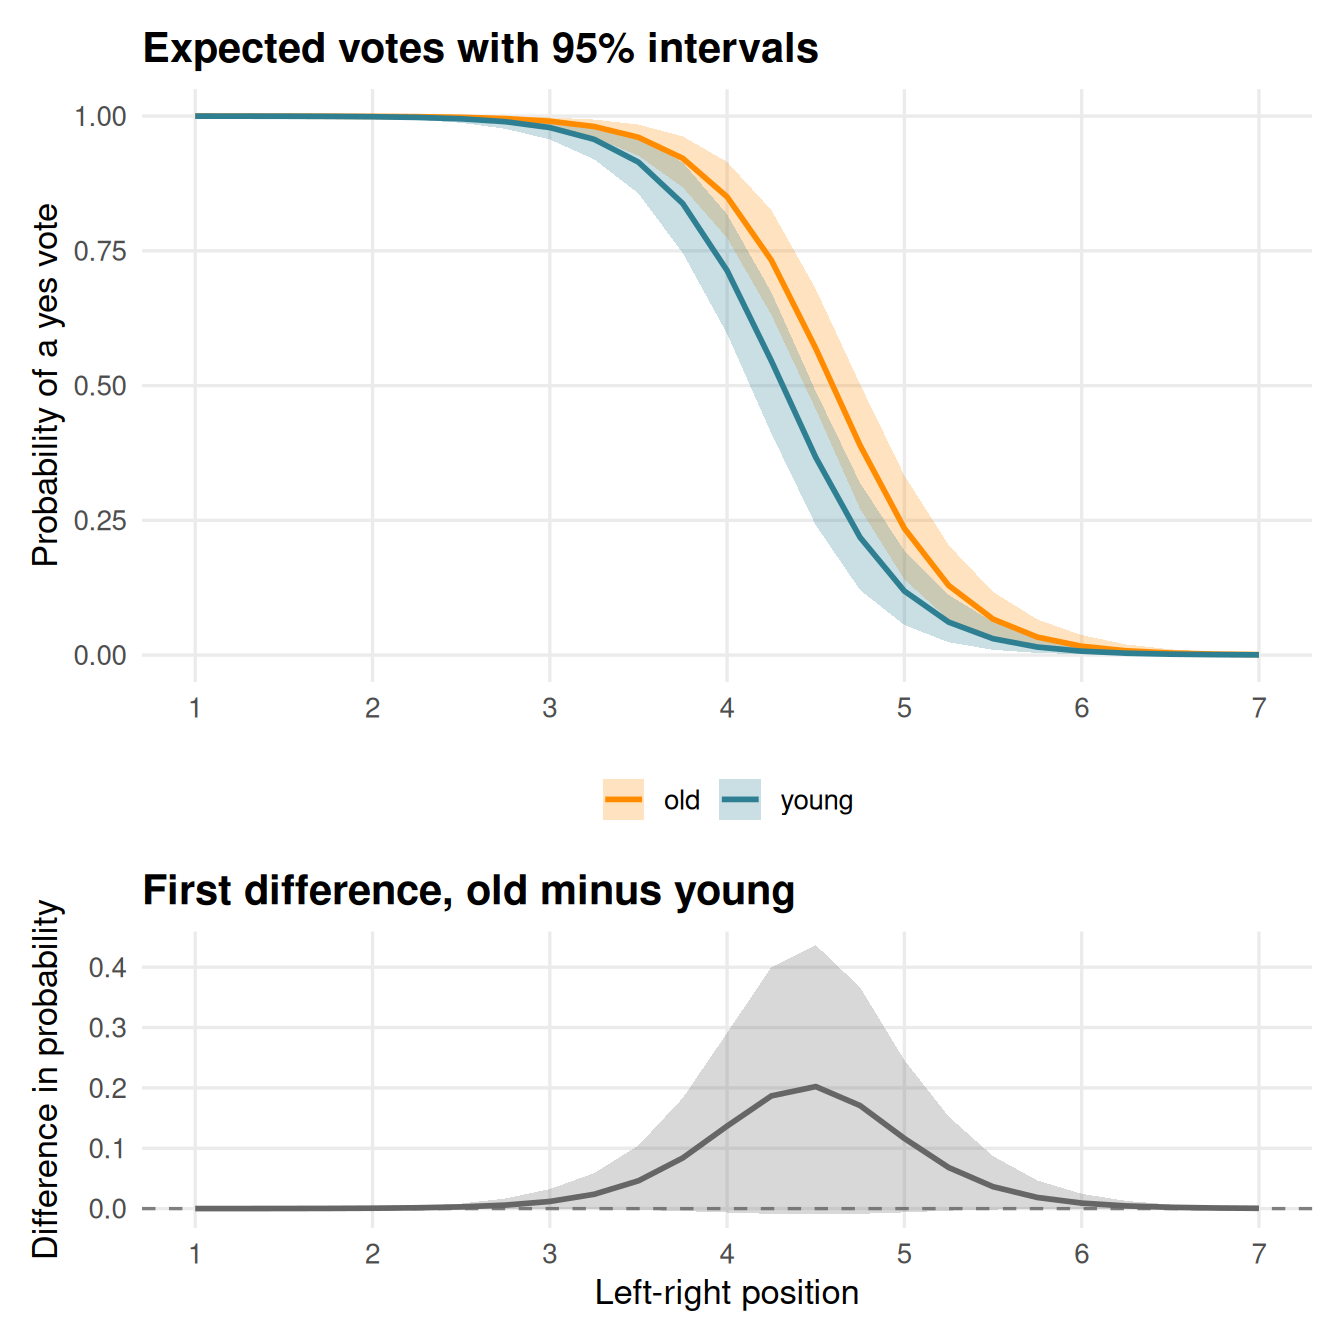 Expected votes with 95% intervals
Probability of a yes vote
1.00
0.75
0.50
0.25
0.00
1 2 3 4 5 6 7
old young
First difference, old minus young
Difference in probability
0.4
0.3
0.2
0.1
0.0
1 2 3 4 5 6 7
Left-right position